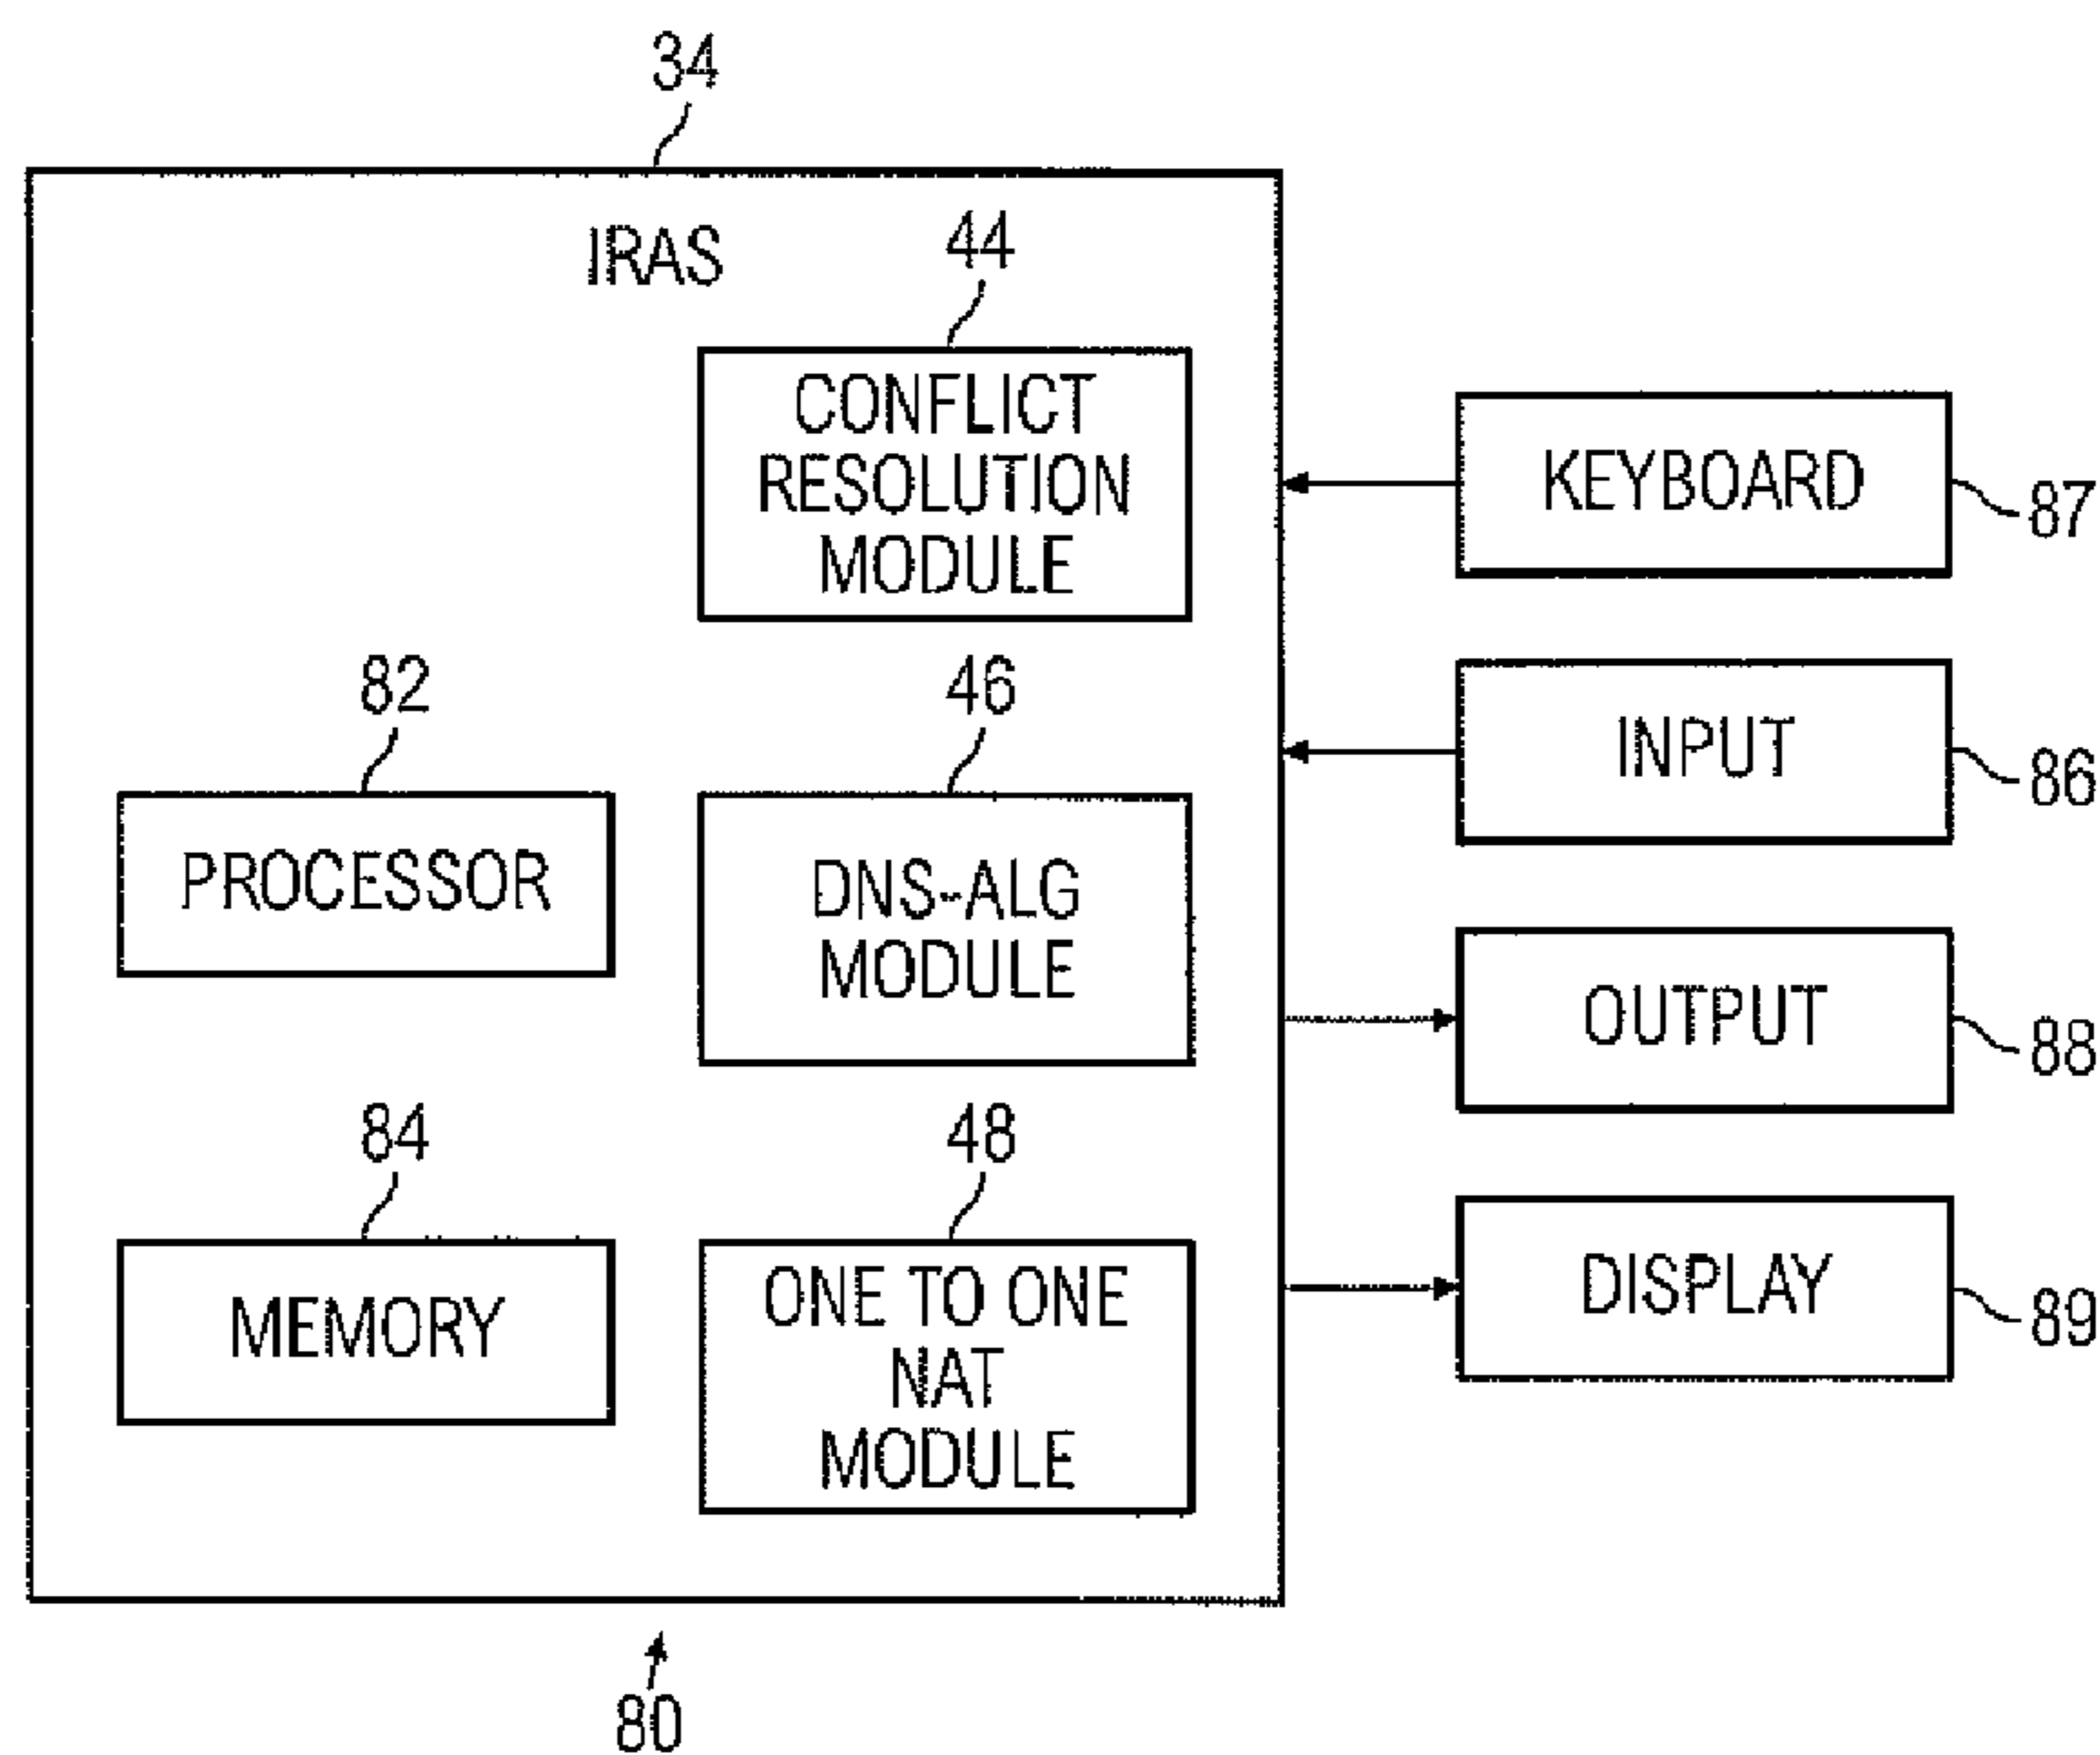 34
IRAS
44
CONFLICT
RESOLUTION
MODULE
KEYBOARD
87
82
46
INPUT
86
PROCESSOR
DNS-ALG
MODULE
OUTPUT
88
84
48
MEMORY
ONE TO ONE
NAT
MODULE
DISPLAY
89
80